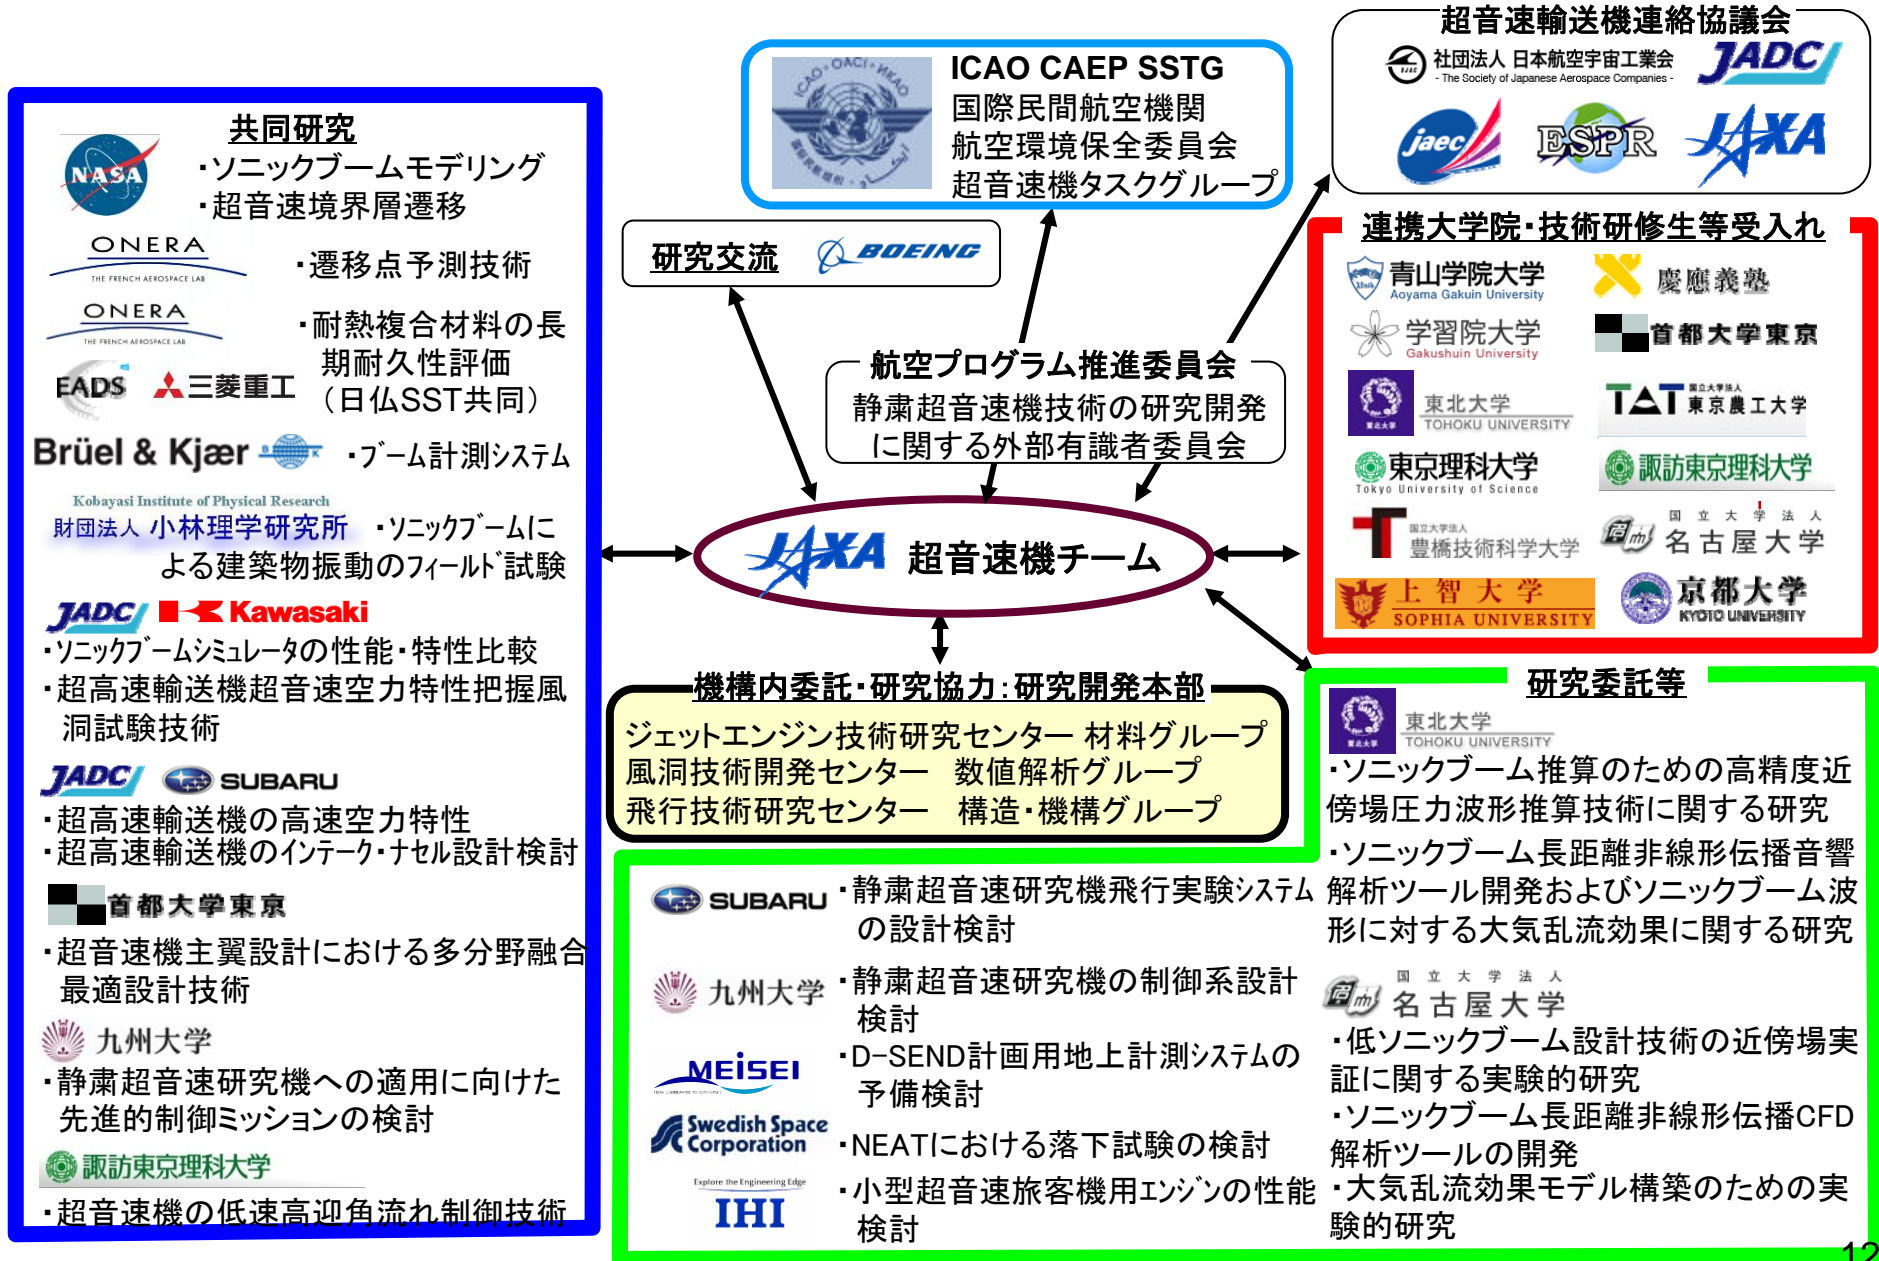 超音速輸送機連絡協議会
社団法人 日本航空宇宙工業会
- The Society of Japanese Aerospace Companies -
JADC
jaec
ESPR
JAXA
ICAO CAEP SSTG
国際民間航空機関
航空環境保全委員会
超音速機タスクグループ
ICAO・OACI・ИКАО
研究交流
BOEING
航空プログラム推進委員会
静粛超音速機技術の研究開発
に関する外部有識者委員会
JAXA 超音速機チーム
共同研究
NASA
・ソニックブームモデリング
・超音速境界層遷移
ONERA
THE FRENCH AEROSPACE LAB
・遷移点予測技術
ONERA
THE FRENCH AEROSPACE LAB
EADS 三菱重工
・耐熱複合材料の長
期耐久性評価
（日仏SST共同）
Brüel & Kjær B K
・ブーム計測システム
Kobayasi Institute of Physical Research
財団法人 小林理学研究所
・ソニックブームに
よる建築物振動のフィールド試験
JADC Kawasaki
・ソニックブームシミュレータの性能・特性比較
・超高速輸送機超音速空力特性把握風
洞試験技術
JADC SUBARU
・超高速輸送機の高速空力特性
・超高速輸送機のインテーク・ナセル設計検討
首都大学東京
・超音速機主翼設計における多分野融合
最適設計技術
九州大学
・静粛超音速研究機への適用に向けた
先進的制御ミッションの検討
諏訪東京理科大学
・超音速機の低速高迎角流れ制御技術
連携大学院・技術研修生等受入れ
青山学院大学
Aoyama Gakuin University
慶應義塾
学習院大学
Gakushuin University
首都大学東京
東北大学
東北大学
TOHOKU UNIVERSITY
TAT 国立大学法人
東京農工大学
東京理科大学
Tokyo University of Science
諏訪東京理科大学
国立大学法人
豊橋技術科学大学
国立大学法人
名古屋大学
上智大学
SOPHIA UNIVERSITY
京都大学
KYOTO UNIVERSITY
機構内委託・研究協力：研究開発本部
ジェットエンジン技術研究センター 材料グループ
風洞技術開発センター 数値解析グループ
飛行技術研究センター 構造・機構グループ
研究委託等
SUBARU
・静粛超音速研究機飛行実験システム
の設計検討
九州大学
・静粛超音速研究機の制御系設計
検討
MEISEI
・D-SEND計画用地上計測システムの
予備検討
Swedish Space
Corporation
・NEATにおける落下試験の検討
Explore the Engineering Edge
IHI
・小型超音速旅客機用エンジンの性能
検討
東北大学
東北大学
TOHOKU UNIVERSITY
・ソニックブーム推算のための高精度近
傍場圧力波形推算技術に関する研究
・ソニックブーム長距離非線形伝播音響
解析ツール開発およびソニックブーム波
形に対する大気乱流効果に関する研究
国立大学法人
名古屋大学
・低ソニックブーム設計技術の近傍場実
証に関する実験的研究
・ソニックブーム長距離非線形伝播CFD
解析ツールの開発
・大気乱流効果モデル構築のための実
験的研究
12